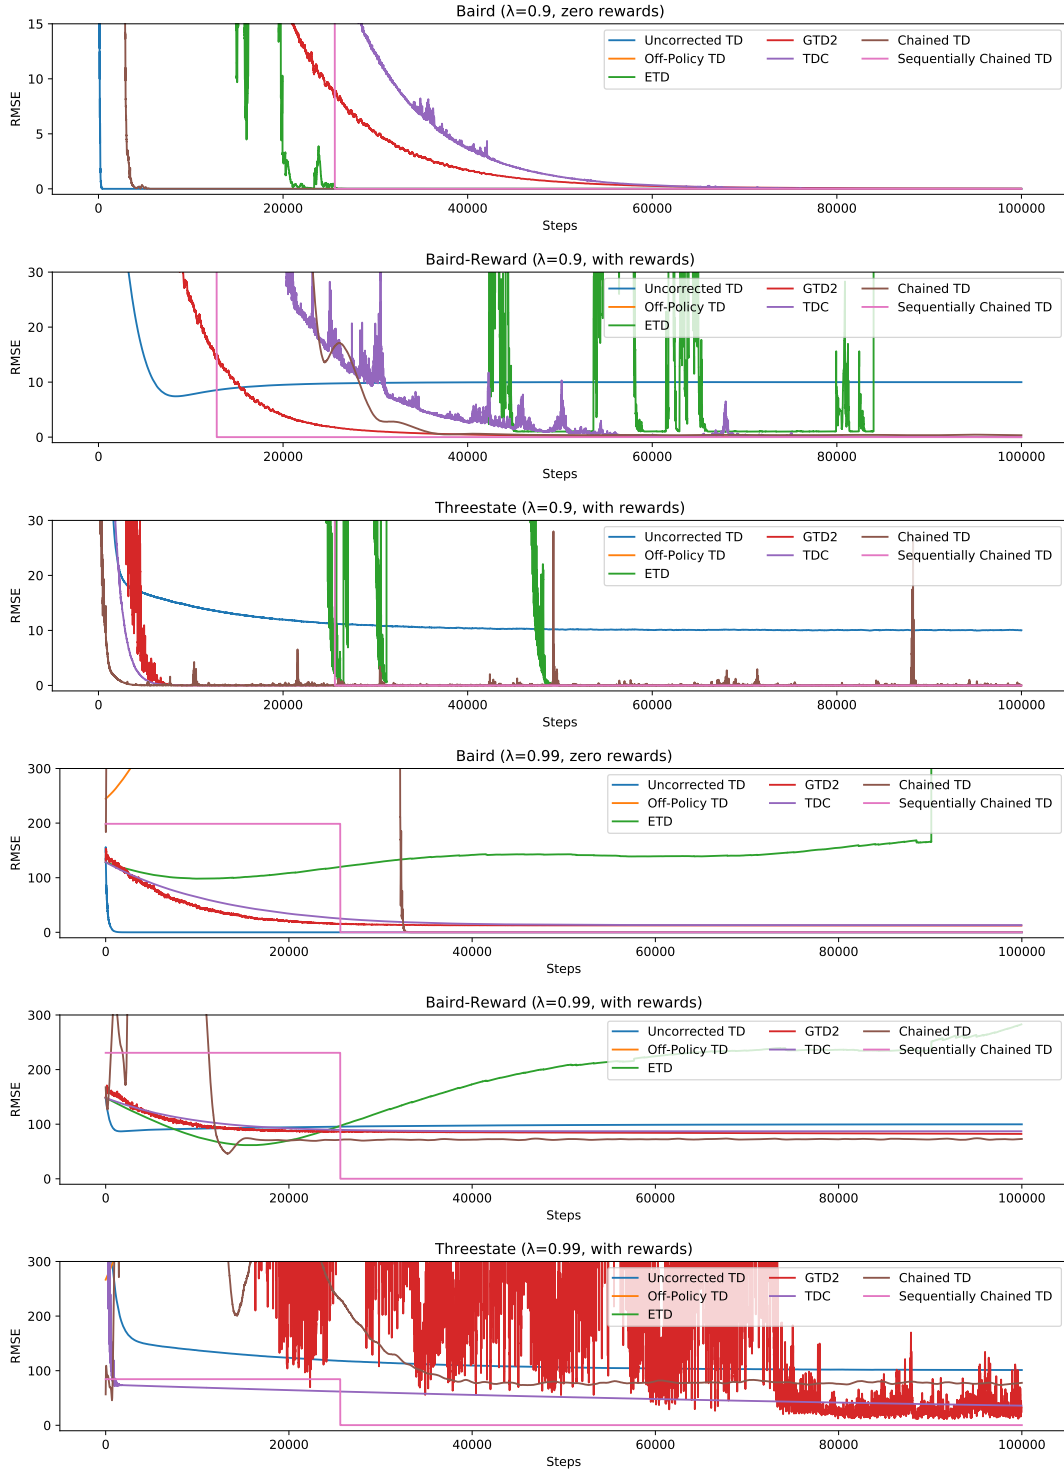 Baird (λ=0.9, zero rewards)
15
10
5
0
RMSE
Uncorrected TD
Off-Policy TD
ETD
GTD2
TDC
Chained TD
Sequentially Chained TD
0 20000 40000 60000 80000 100000
Steps
Baird-Reward (λ=0.9, with rewards)
30
20
10
0
RMSE
Uncorrected TD
Off-Policy TD
ETD
GTD2
TDC
Chained TD
Sequentially Chained TD
0 20000 40000 60000 80000 100000
Steps
Threestate (λ=0.9, with rewards)
30
20
10
0
RMSE
Uncorrected TD
Off-Policy TD
ETD
GTD2
TDC
Chained TD
Sequentially Chained TD
0 20000 40000 60000 80000 100000
Steps
Baird (λ=0.99, zero rewards)
300
200
100
0
RMSE
Uncorrected TD
Off-Policy TD
ETD
GTD2
TDC
Chained TD
Sequentially Chained TD
0 20000 40000 60000 80000 100000
Steps
Baird-Reward (λ=0.99, with rewards)
300
200
100
0
RMSE
Uncorrected TD
Off-Policy TD
ETD
GTD2
TDC
Chained TD
Sequentially Chained TD
0 20000 40000 60000 80000 100000
Steps
Threestate (λ=0.99, with rewards)
300
200
100
0
RMSE
Uncorrected TD
Off-Policy TD
ETD
GTD2
TDC
Chained TD
Sequentially Chained TD
0 20000 40000 60000 80000 100000
Steps